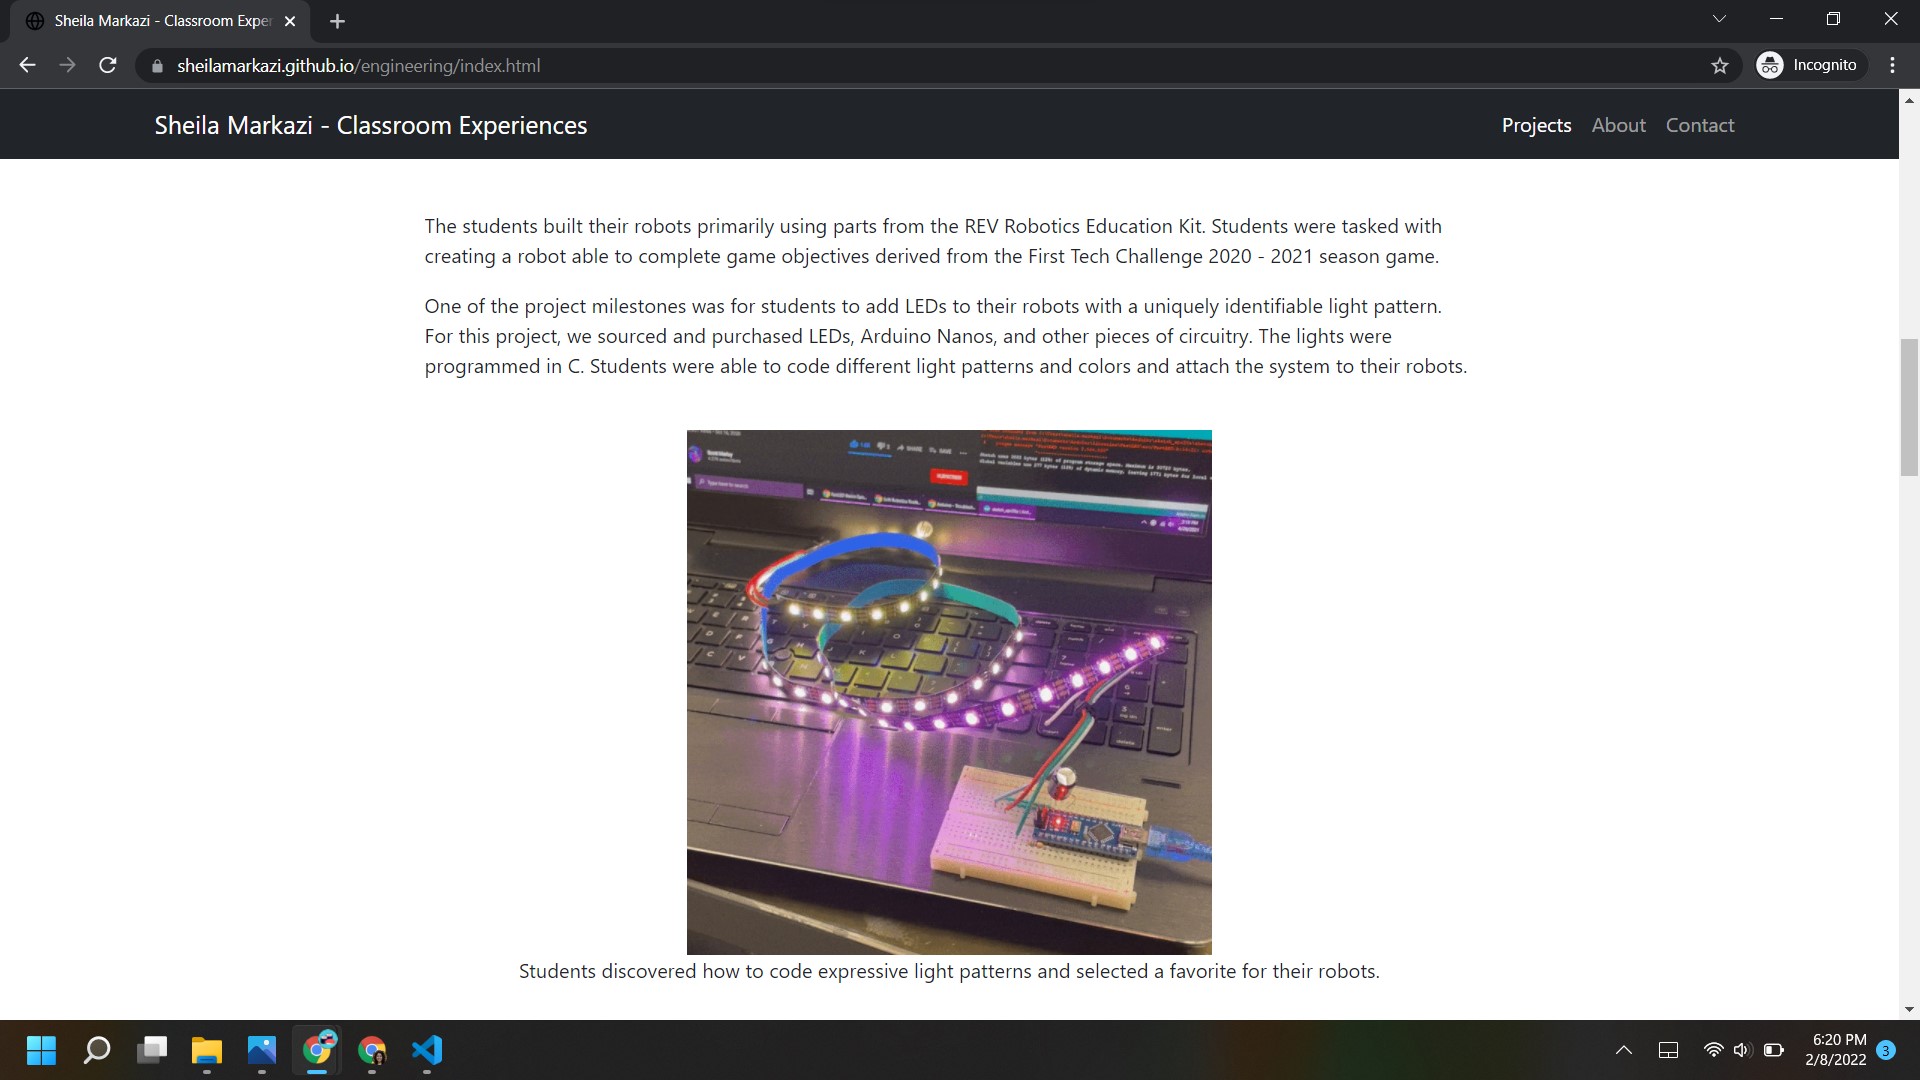 Sheila Markazi - Classroom Exper
sheilamarkazi.github.io/engineering/index.html
Incognito
Sheila Markazi - Classroom Experiences
Projects About Contact
The students built their robots primarily using parts from the REV Robotics Education Kit. Students were tasked with
creating a robot able to complete game objectives derived from the First Tech Challenge 2020 - 2021 season game.
One of the project milestones was for students to add LEDs to their robots with a uniquely identifiable light pattern.
For this project, we sourced and purchased LEDs, Arduino Nanos, and other pieces of circuitry. The lights were
programmed in C. Students were able to code different light patterns and colors and attach the system to their robots.
SHARE SAVE
Type here to search
Students discovered how to code expressive light patterns and selected a favorite for their robots.
6:20 PM
2/8/2022
3